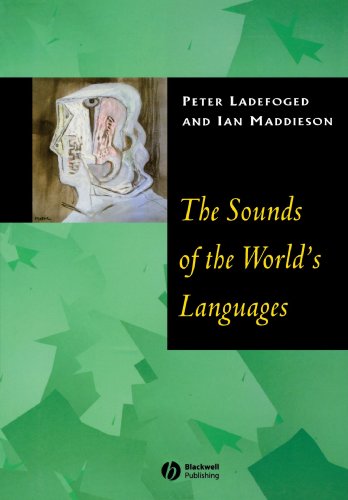 PETER LADEFOGED
AND IAN MADDIESON
The Sounds
of the World's
Languages
Blackwell
Publishing